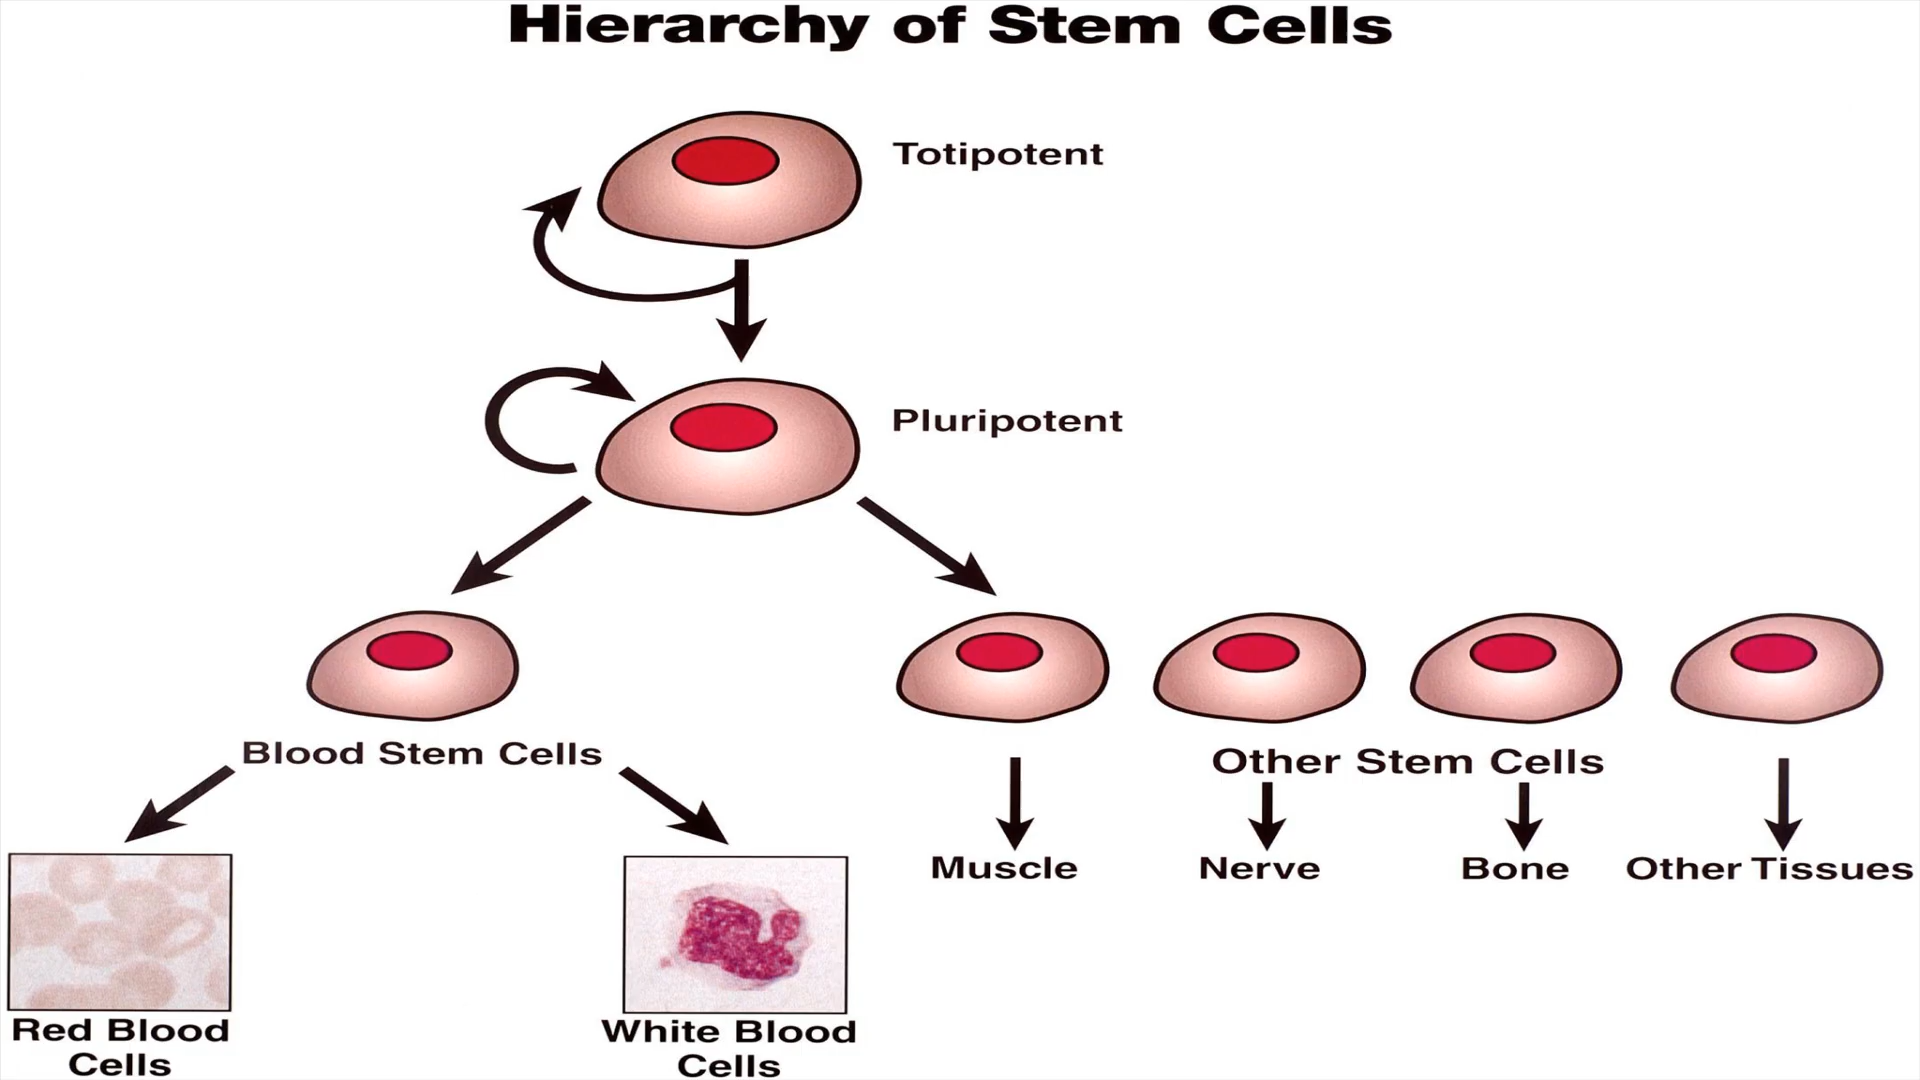 Hierarchy of Stem Cells
Totipotent
Pluripotent
Blood Stem Cells
Other Stem Cells
Muscle
Nerve
Bone
Other Tissues
Red Blood
Cells
White Blood
Cells